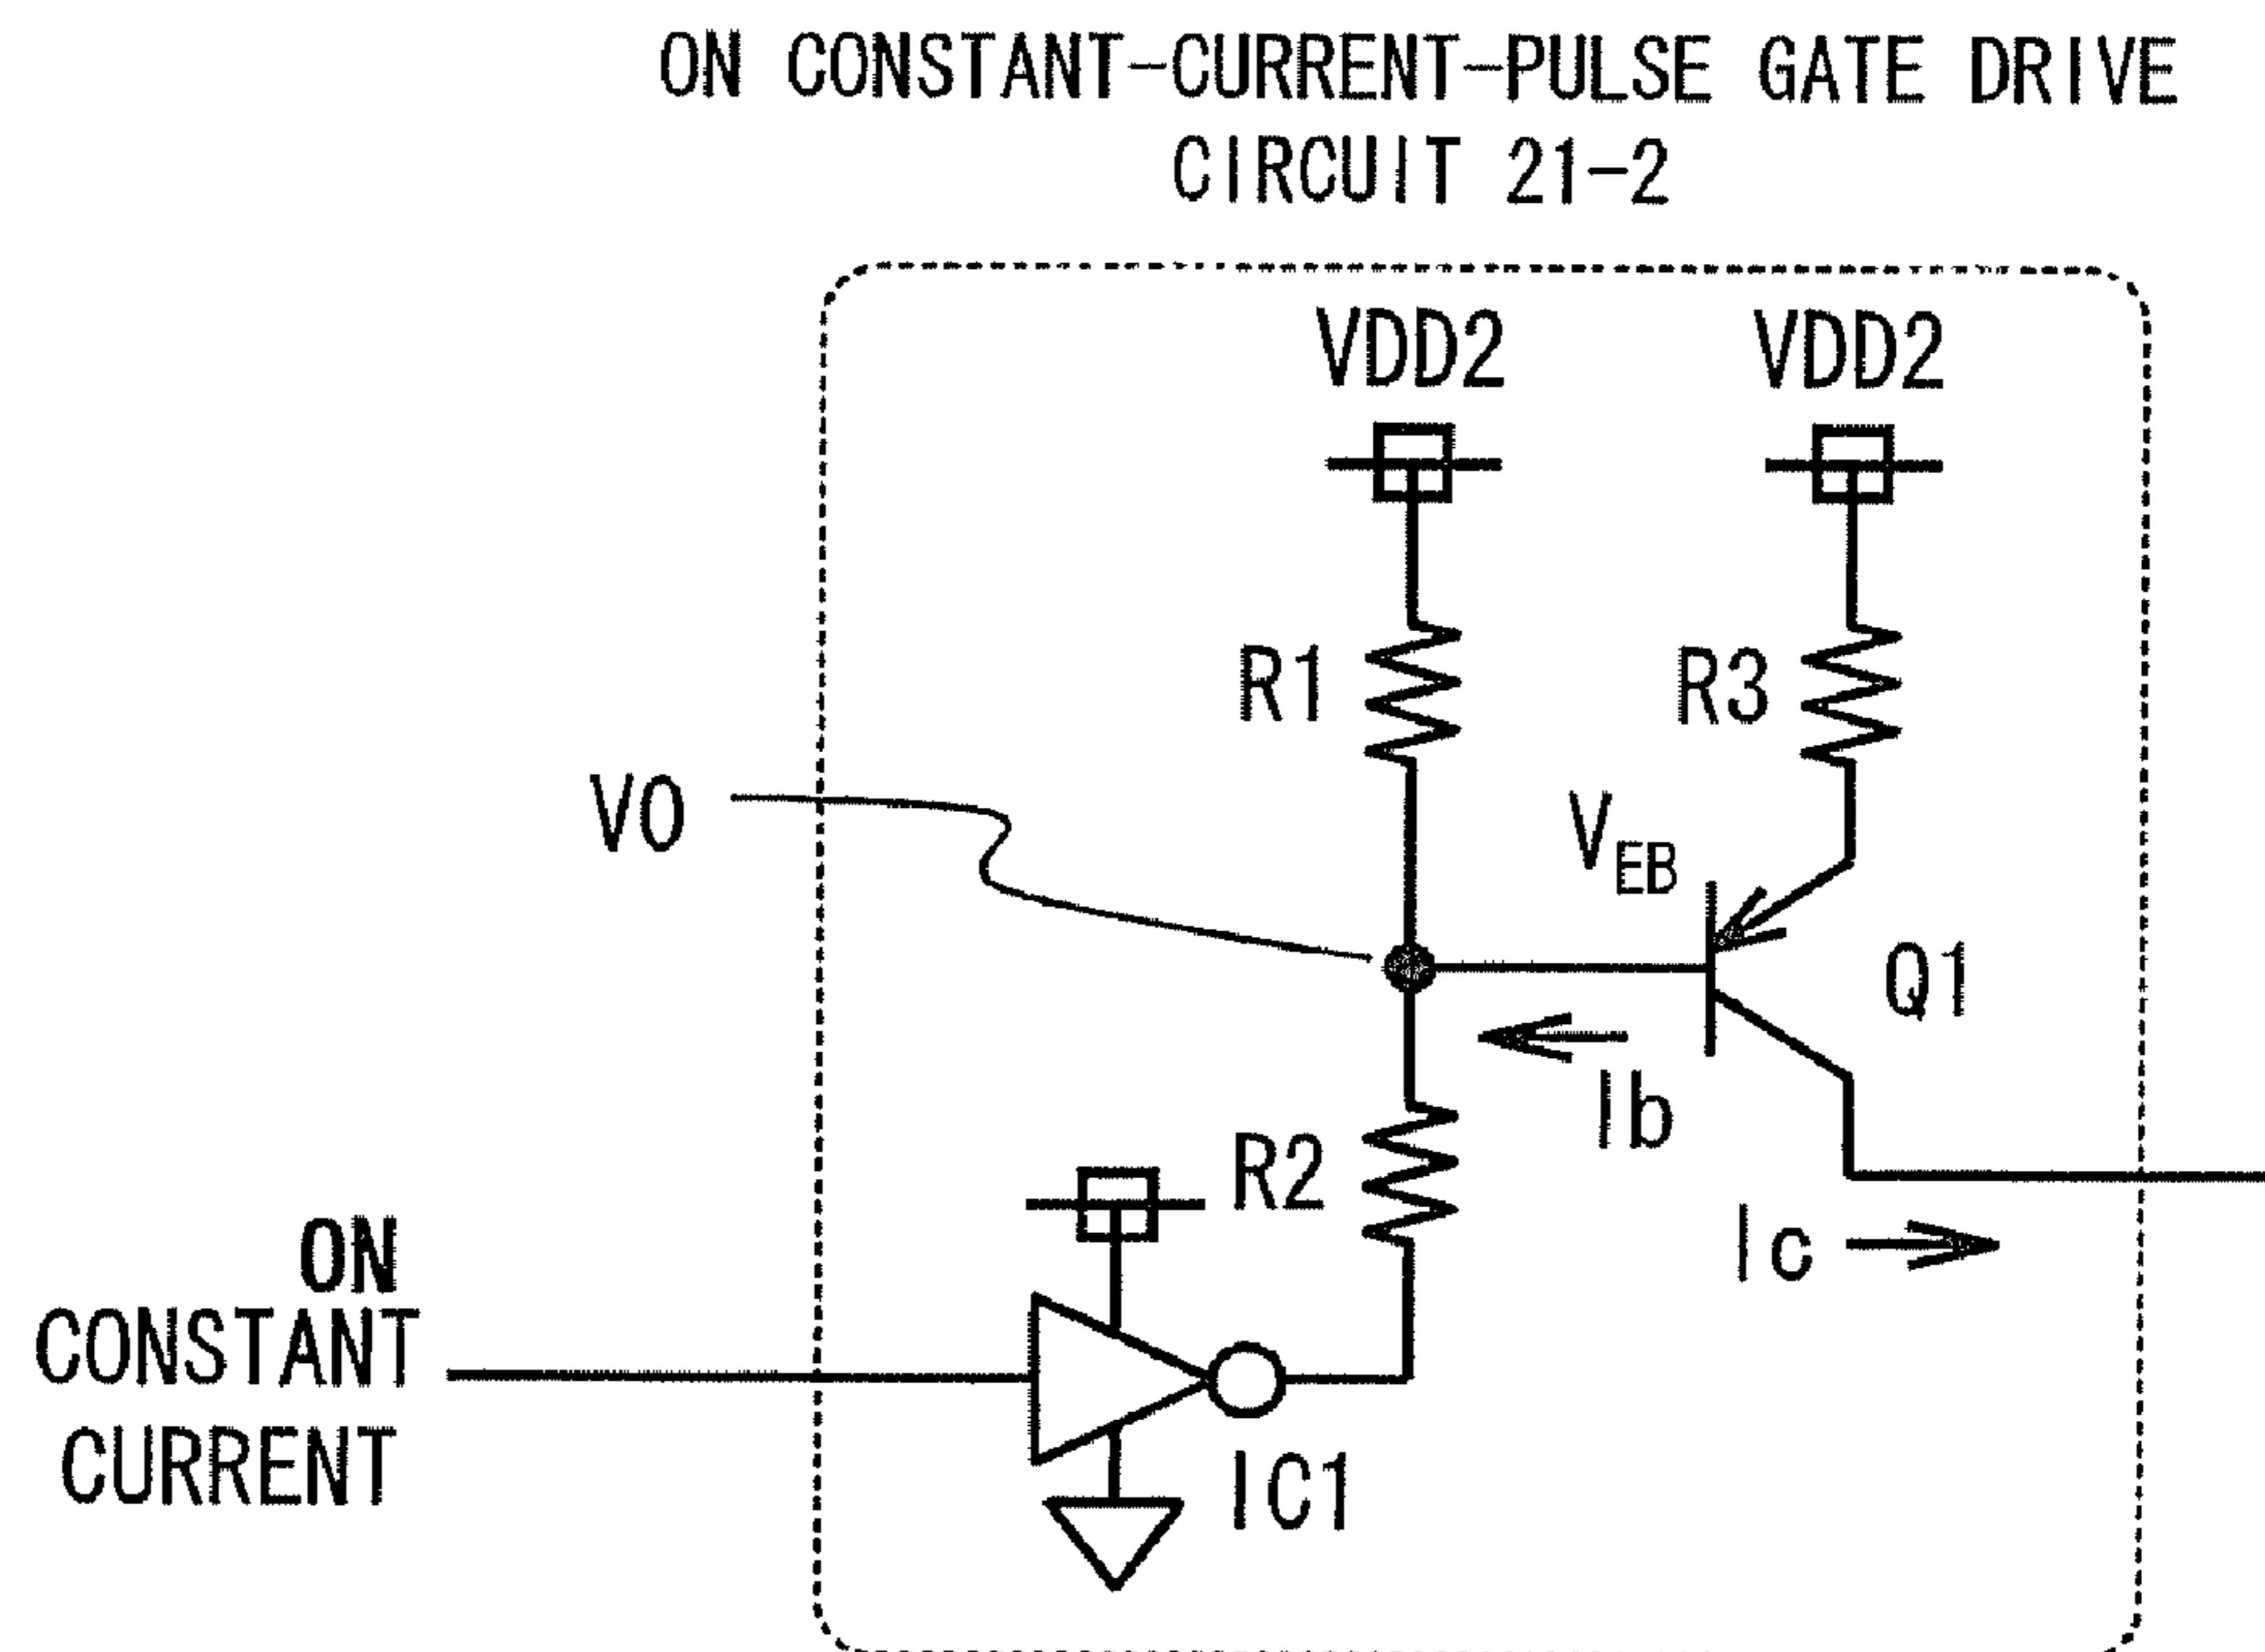 ON CONSTANT-CURRENT-PULSE GATE DRIVE
CIRCUIT 21-2
VDD2
VDD2
R1
R3
VO
VEB
Q1
Ib
R2
Ic
ON
CONSTANT
CURRENT
IC1